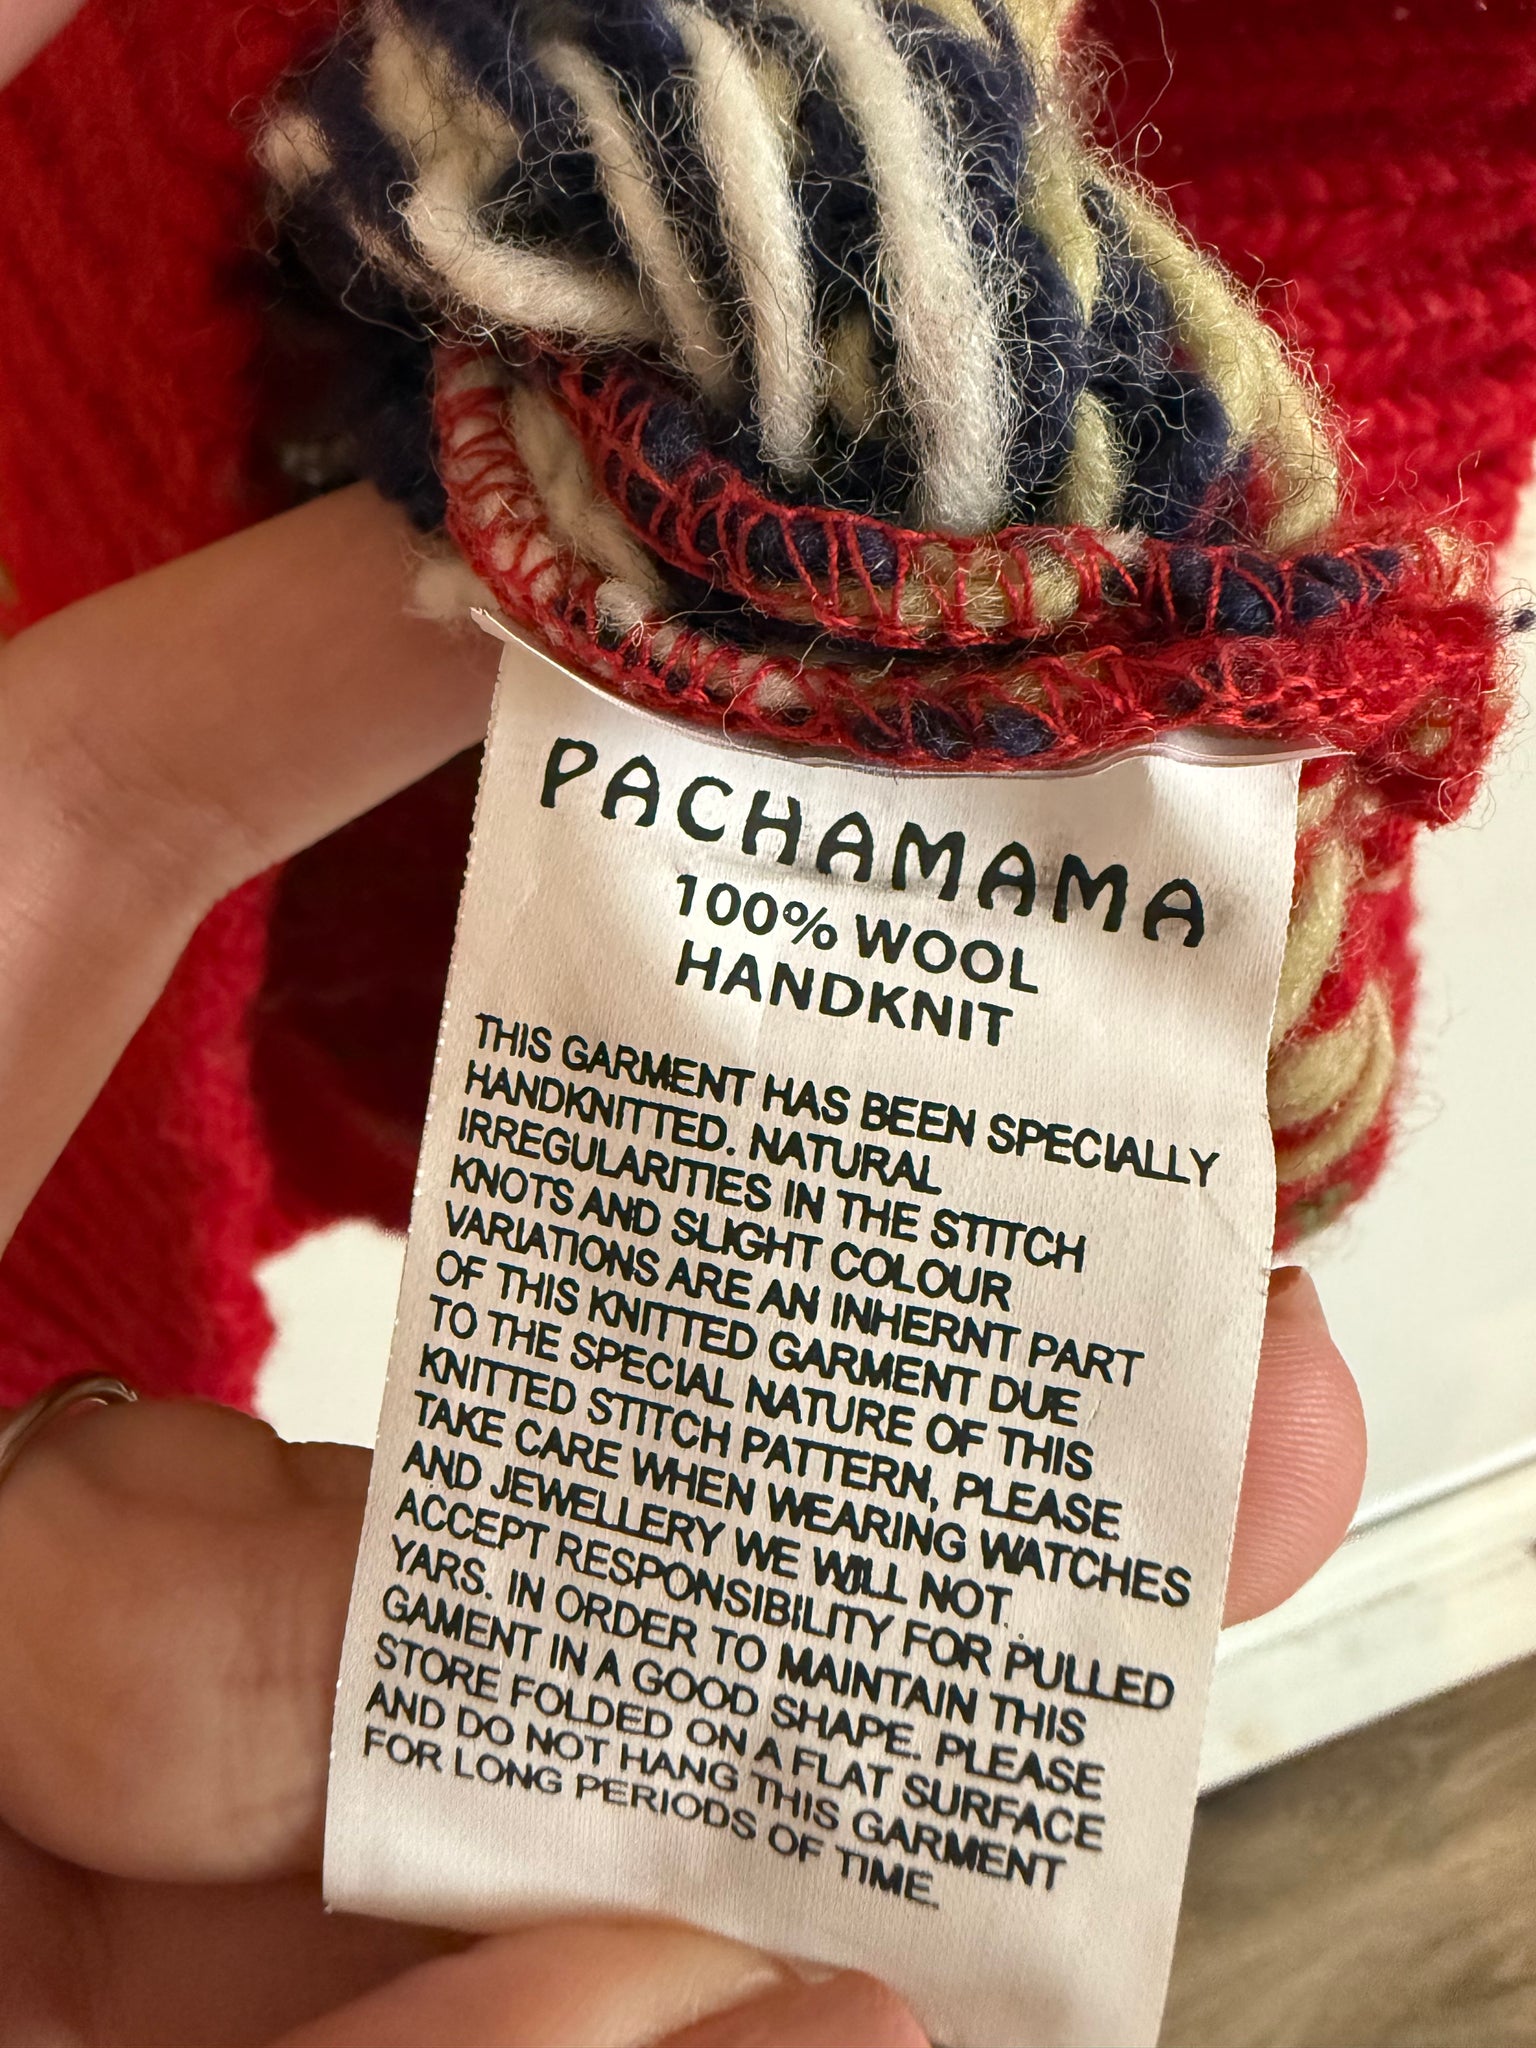 PACHAMAMA
100% WOOL
HANDKNIT
THIS GARMENT HAS BEEN SPECIALLY
HANDKNITTED. NATURAL
IRREGULARITIES IN THE STITCH
KNOTS AND SLIGHT COLOUR
VARIATIONS ARE AN INHERNT PART
OF THIS KNITTED GARMENT DUE
TO THE SPECIAL NATURE OF THIS
KNITTED STITCH PATTERN, PLEASE
TAKE CARE WHEN WEARING WATCHES
AND JEWELLERY WE WILL NOT.
ACCEPT RESPONSIBILITY FOR PULLED
YARS. IN ORDER TO MAINTAIN THIS
GAMENT IN A GOOD SHAPE. PLEASE
STORE FOLDED ON A FLAT SURFACE
AND DO NOT HANG THIS GARMENT
FOR LONG PERIODS OF TIME.